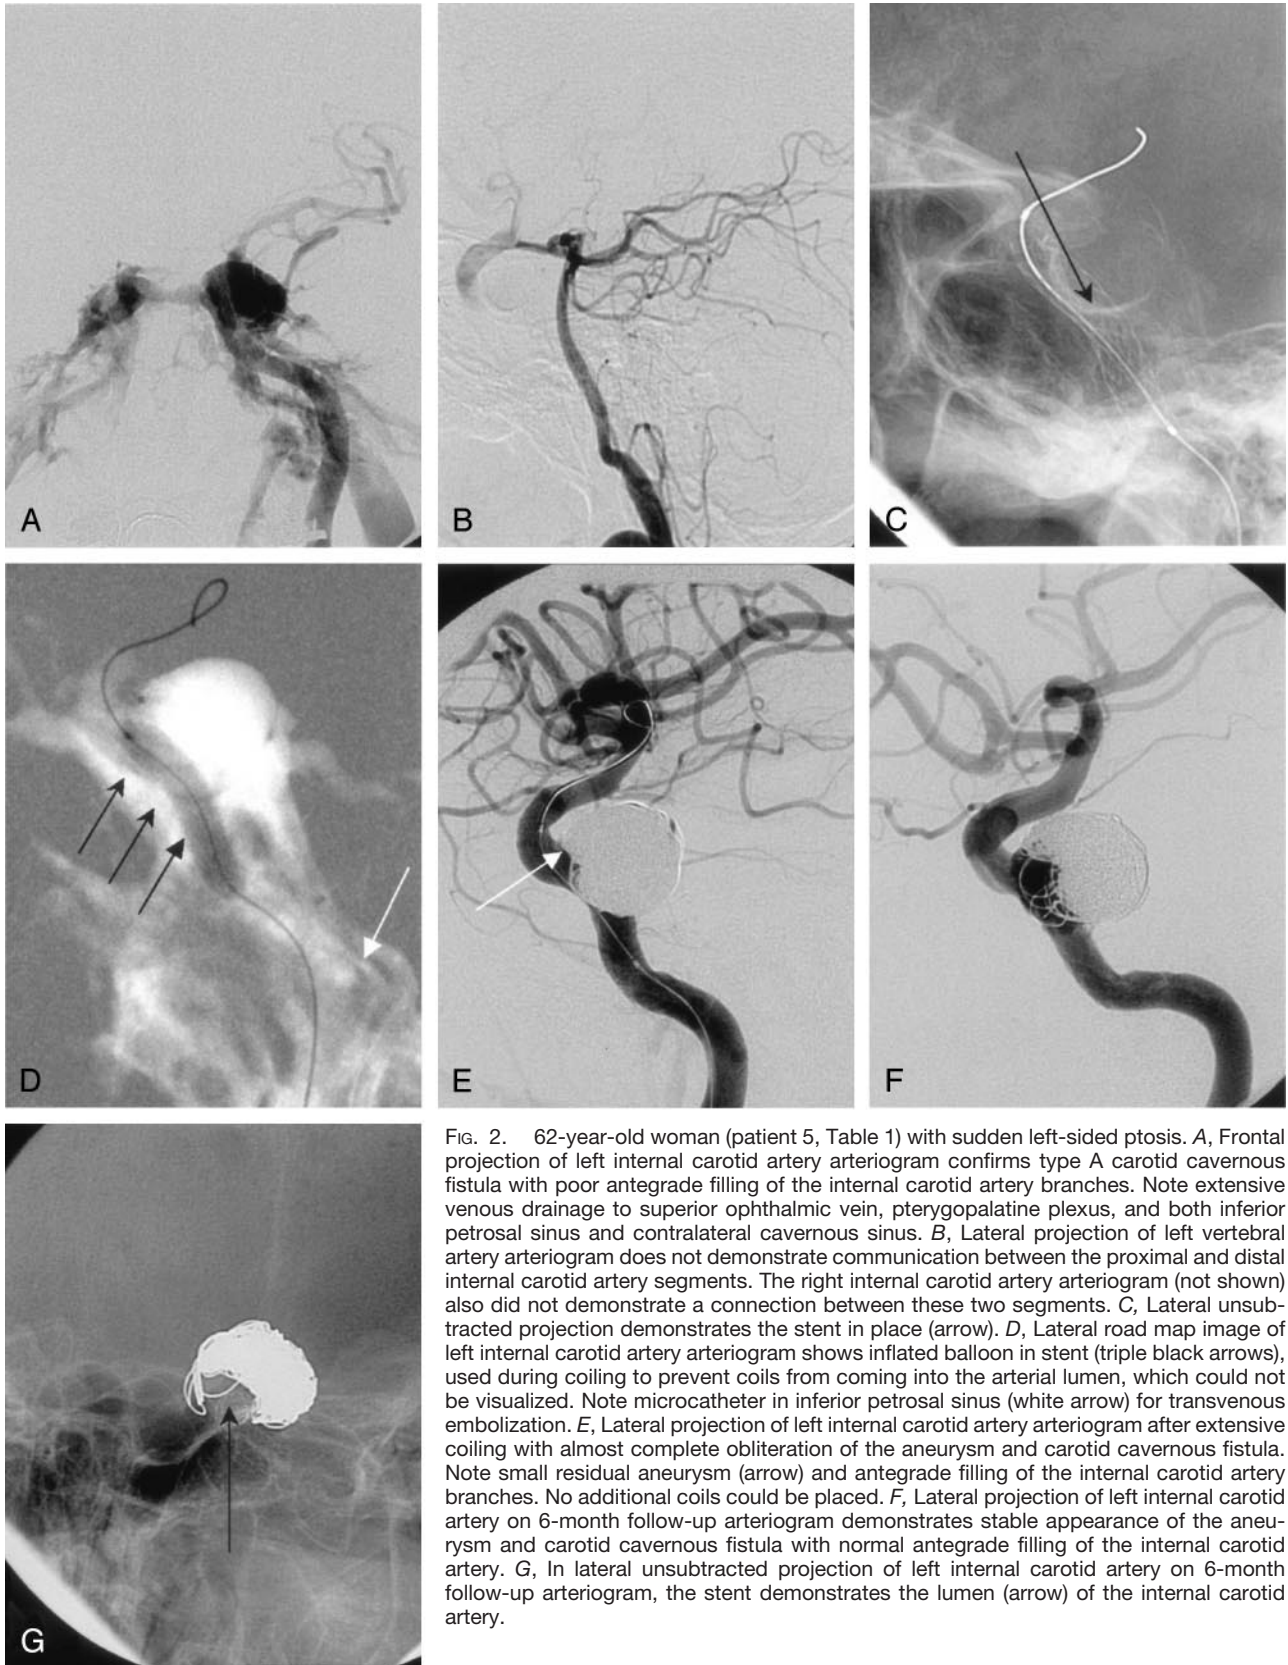 A
B
C
D
E
F
G
FIG. 2. 62-year-old woman (patient 5, Table 1) with sudden left-sided ptosis. A, Frontal
projection of left internal carotid artery arteriogram confirms type A carotid cavernous
fistula with poor antegrade filling of the internal carotid artery branches. Note extensive
venous drainage to superior ophthalmic vein, pterygopalatine plexus, and both inferior
petrosal sinus and contralateral cavernous sinus. B, Lateral projection of left vertebral
artery arteriogram does not demonstrate communication between the proximal and distal
internal carotid artery segments. The right internal carotid artery arteriogram (not shown)
also did not demonstrate a connection between these two segments. C, Lateral unsub-
tracted projection demonstrates the stent in place (arrow). D, Lateral road map image of
left internal carotid artery arteriogram shows inflated balloon in stent (triple black arrows),
used during coiling to prevent coils from coming into the arterial lumen, which could not
be visualized. Note microcatheter in inferior petrosal sinus (white arrow) for transvenous
embolization. E, Lateral projection of left internal carotid artery arteriogram after extensive
coiling with almost complete obliteration of the aneurysm and carotid cavernous fistula.
Note small residual aneurysm (arrow) and antegrade filling of the internal carotid artery
branches. No additional coils could be placed. F, Lateral projection of left internal carotid
artery on 6-month follow-up arteriogram demonstrates stable appearance of the aneu-
rysm and carotid cavernous fistula with normal antegrade filling of the internal carotid
artery. G, In lateral unsubtracted projection of left internal carotid artery on 6-month
follow-up arteriogram, the stent demonstrates the lumen (arrow) of the internal carotid
artery.